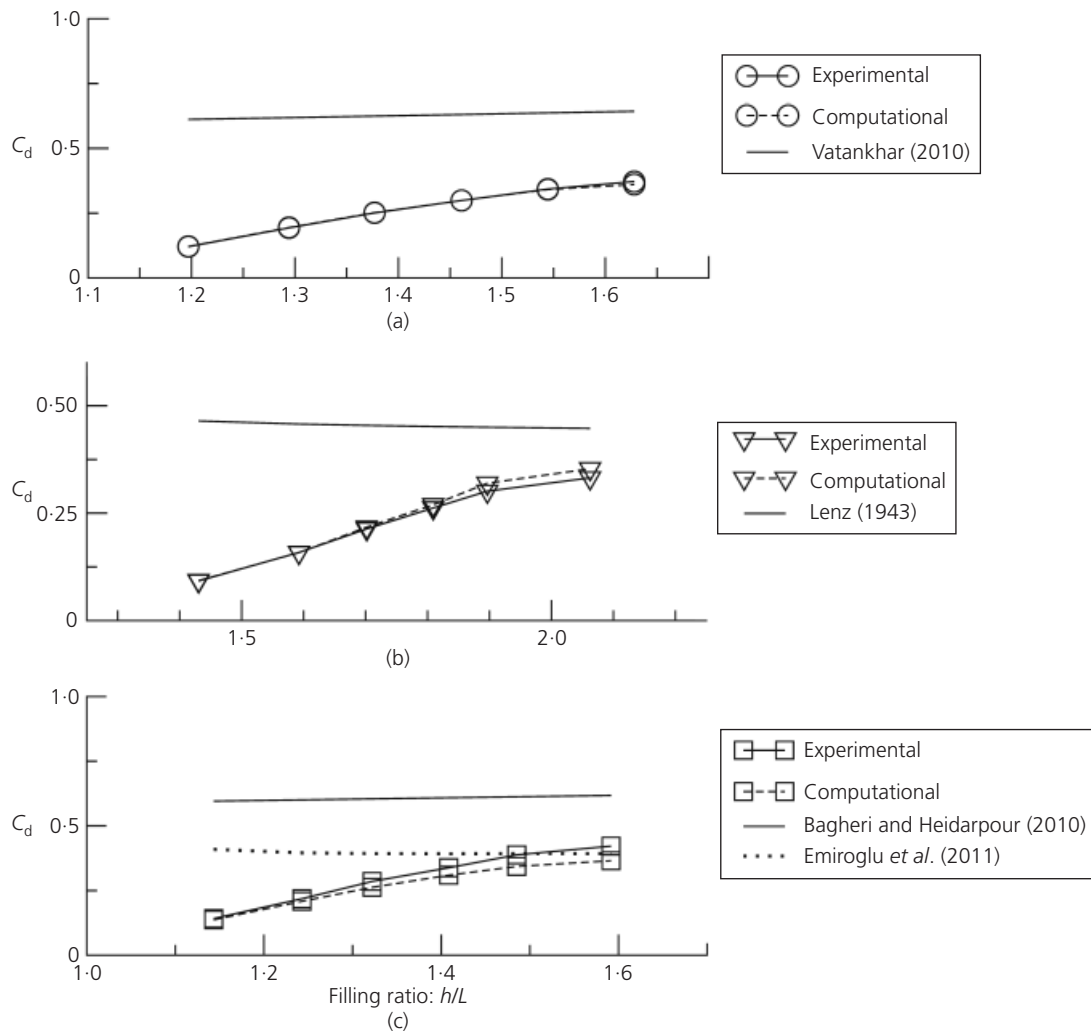 1·0
0·5
0
C_d
1·1
1·2
1·3
1·4
1·5
1·6
(a)
Experimental
Computational
Vatankhar (2010)
0·50
0·25
0
C_d
1·5
2·0
(b)
Experimental
Computational
Lenz (1943)
1·0
0·5
0
C_d
1·0
1·2
1·4
1·6
Filling ratio: h/L
(c)
Experimental
Computational
Bagheri and Heidarpour (2010)
Emiroglu et al. (2011)